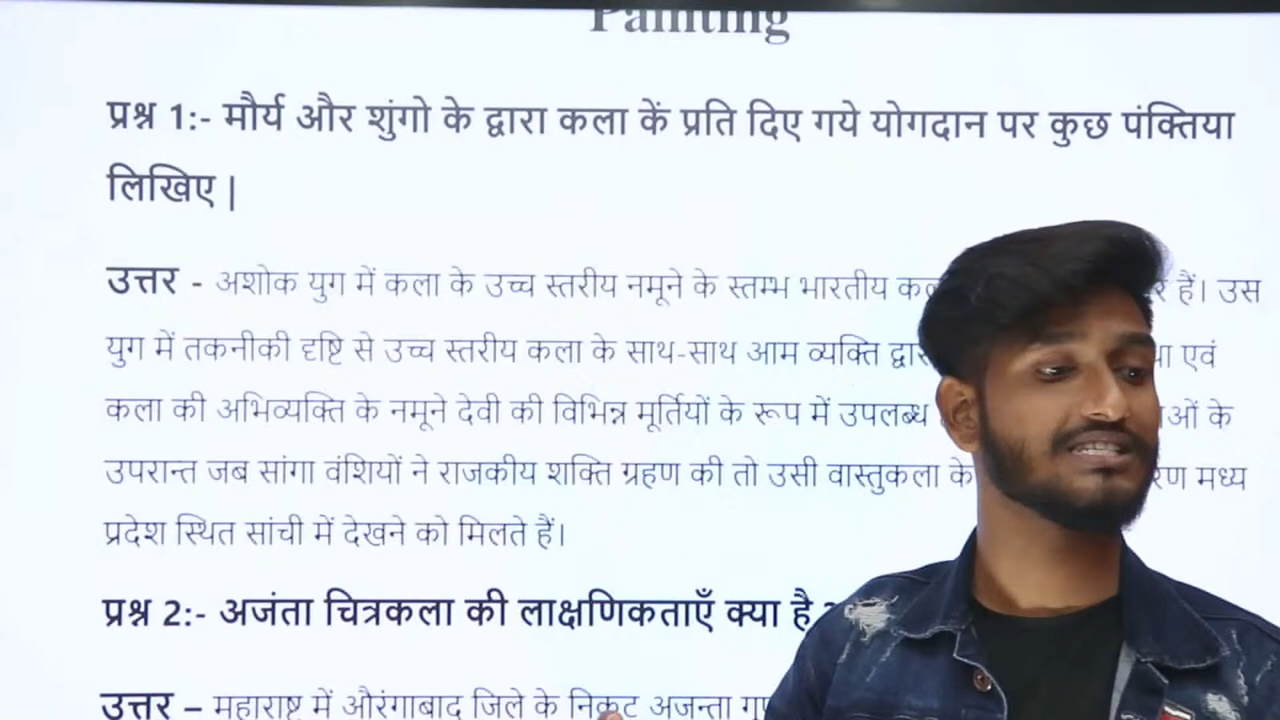 Painting
प्रश्न 1:- मौर्य और शुंगो के द्वारा कला कें प्रति दिए गये योगदान पर कुछ पंक्तिया
लिखिए |
उत्तर - अशोक युग में कला के उच्च स्तरीय नमूने के स्तम्भ भारतीय हैं। उस
युग में तकनीकी दृष्टि से उच्च स्तरीय कला के साथ-साथ आम व्यक्ति एवं
कला की अभिव्यक्ति के नमूने देवी की विभिन्न मूर्तियों के रूप में उपलब्ध के
उपरान्त जब सांगा वंशियों ने राजकीय शक्ति ग्रहण की तो उसी वास्तुकला के मध्य
प्रदेश स्थित सांची में देखने को मिलते हैं।
प्रश्न 2:- अजंता चित्रकला की लाक्षणिकताएँ क्या है
उत्तर – महाराष्ट्र में औरंगाबाद जिले के निकट अजन्ता